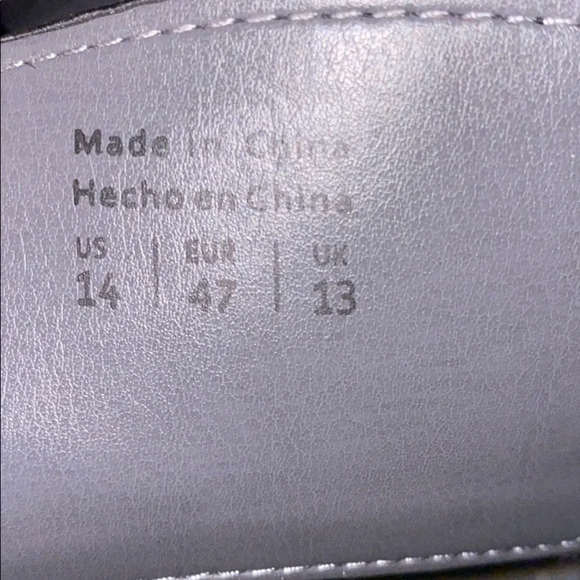 Made in China
Hecho en China
US | EUR | UK
14 | 47 | 13